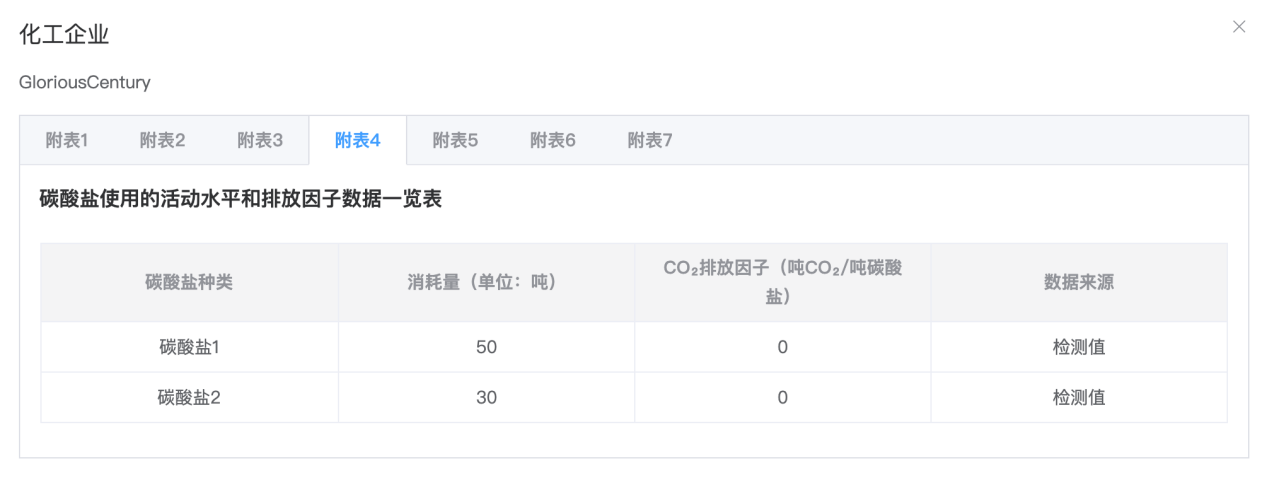 化工企业
GloriousCentury
附表1 附表2 附表3 附表4 附表5 附表6 附表7
碳酸盐使用的活动水平和排放因子数据一览表
碳酸盐种类 消耗量（单位：吨） CO₂排放因子（吨CO₂/吨碳酸
盐） 数据来源
碳酸盐1 50 0 检测值
碳酸盐2 30 0 检测值